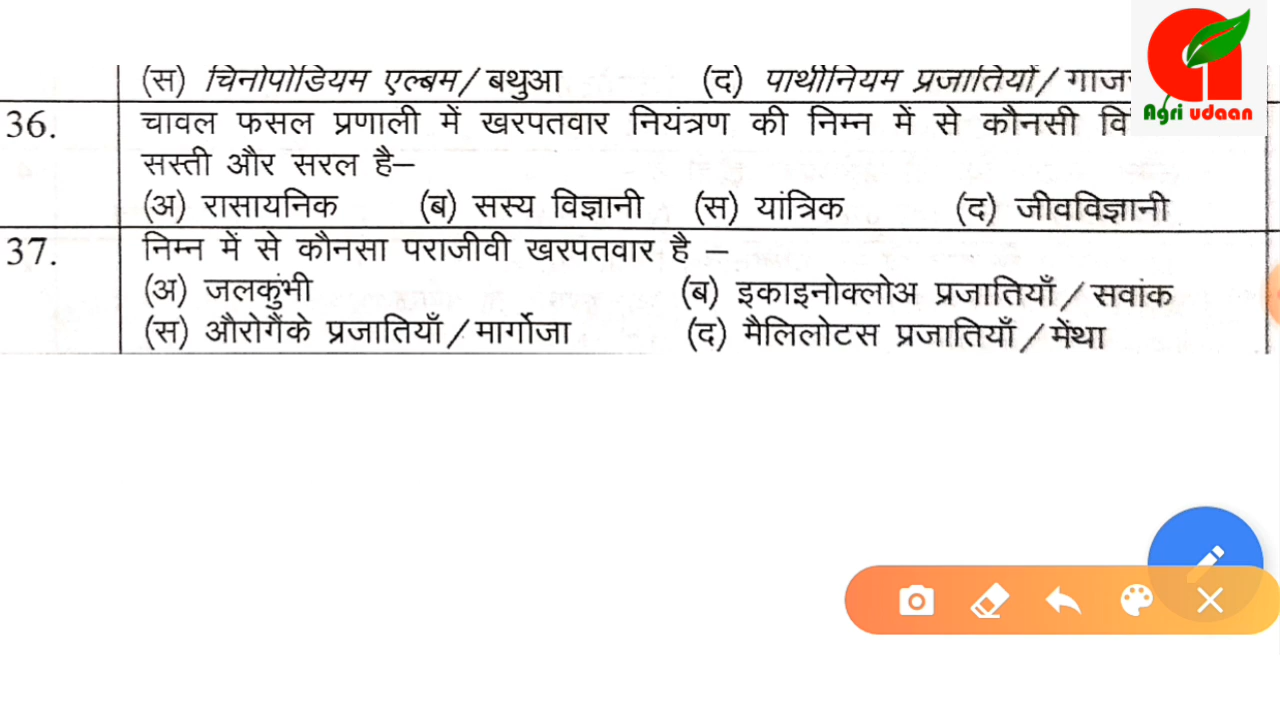 (स) चिनोपोडियम एल्बम / बथुआ (द) पार्थीनियम प्रजातियों /
36. चावल फसल प्रणाली में खरपतवार नियंत्रण की निम्न में से कौनसी
सस्ती और सरल है–
(अ) रासायनिक (ब) सस्य विज्ञानी (स) यांत्रिक (द) जीवविज्ञानी
37. निम्न में से कौनसा पराजीवी खरपतवार है –
(अ) जलकुंभी (ब) इकाइनोक्लोअ प्रजातियाँ / सवांक
(स) औरोगैंके प्रजातियाँ / मार्गोजा (द) मैलिलोटस प्रजातियाँ / मेंथा
Agri udaan